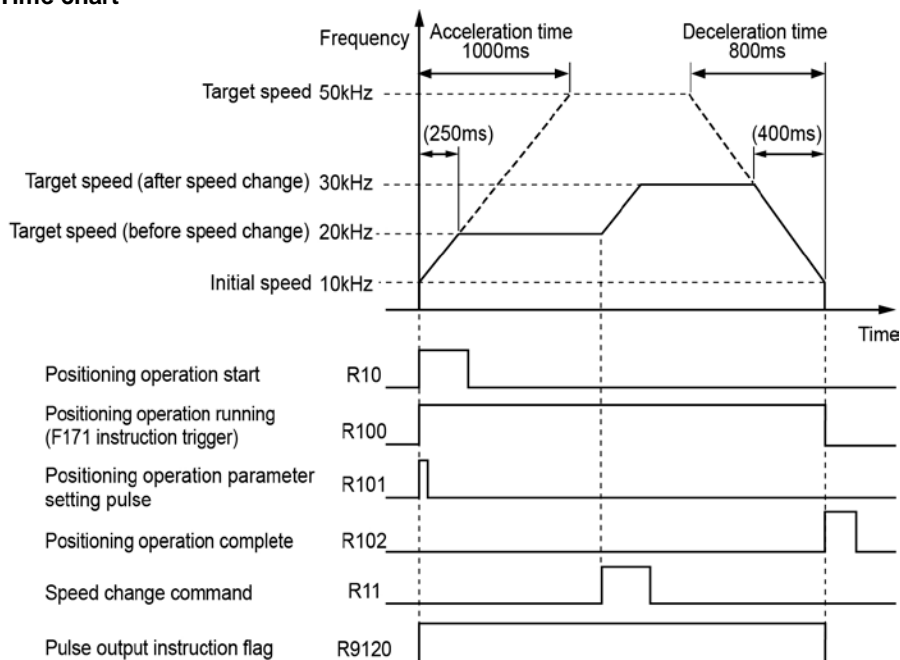 Time chart
Frequency
Acceleration time
1000ms
Deceleration time
800ms
Target speed 50kHz
(250ms)
(400ms)
Target speed (after speed change) 30kHz
Target speed (before speed change) 20kHz
Initial speed 10kHz
Time
Positioning operation start R10
Positioning operation running
(F171 instruction trigger) R100
Positioning operation parameter
setting pulse R101
Positioning operation complete R102
Speed change command R11
Pulse output instruction flag R9120